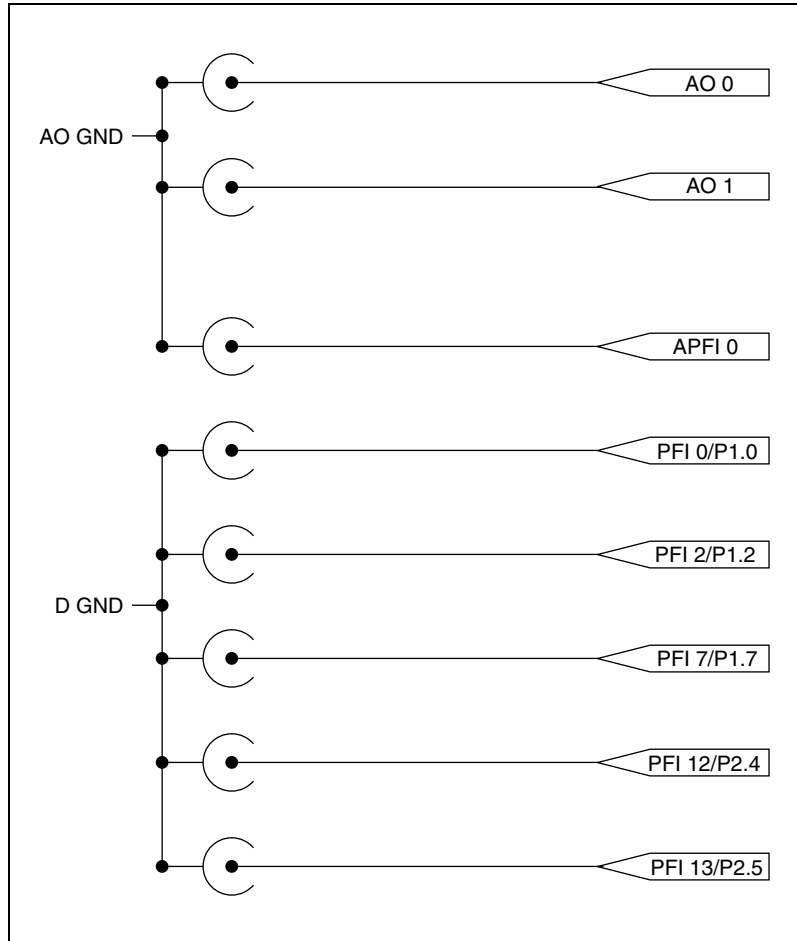 AO 0
AO GND
AO 1
APFI 0
PFI 0/P1.0
PFI 2/P1.2
D GND
PFI 7/P1.7
PFI 12/P2.4
PFI 13/P2.5